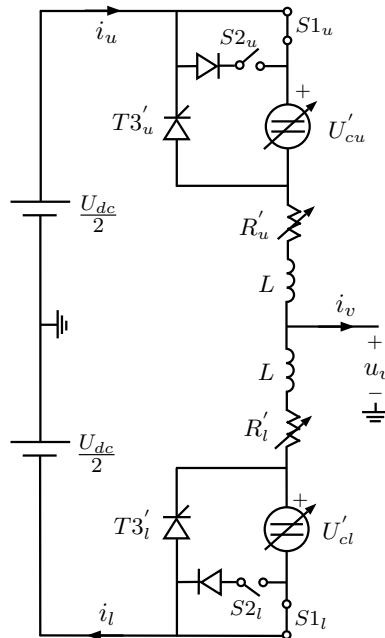 i_u
S1_u
S2_u
+
T3'_u
U'_cu
U_dc
2
R'_u
L
i_v
+
u_v
−
L
U_dc
2
R'_l
+
T3'_l
U'_cl
S2_l
S1_l
i_l